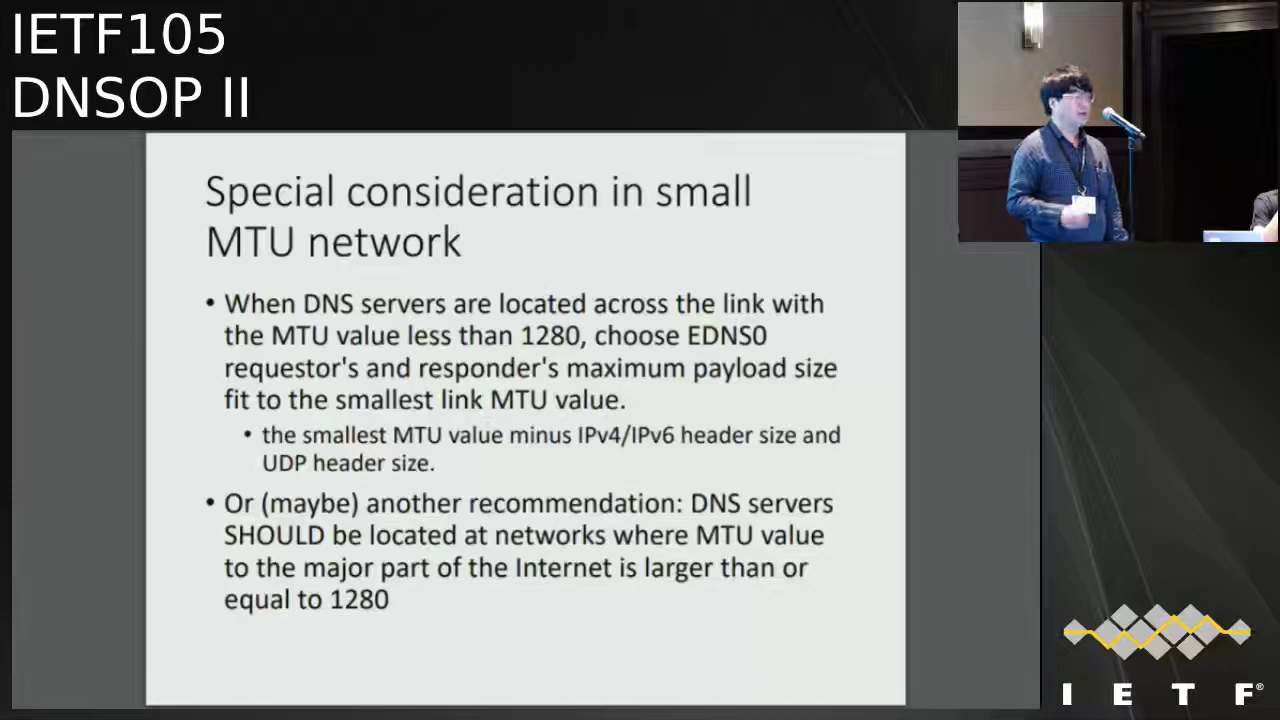 IETF105
DNSOP II
Special consideration in small
MTU network
• When DNS servers are located across the link with
the MTU value less than 1280, choose EDNS0
requestor's and responder's maximum payload size
fit to the smallest link MTU value.
• the smallest MTU value minus IPv4/IPv6 header size and
UDP header size.
• Or (maybe) another recommendation: DNS servers
SHOULD be located at networks where MTU value
to the major part of the Internet is larger than or
equal to 1280
I E T F®